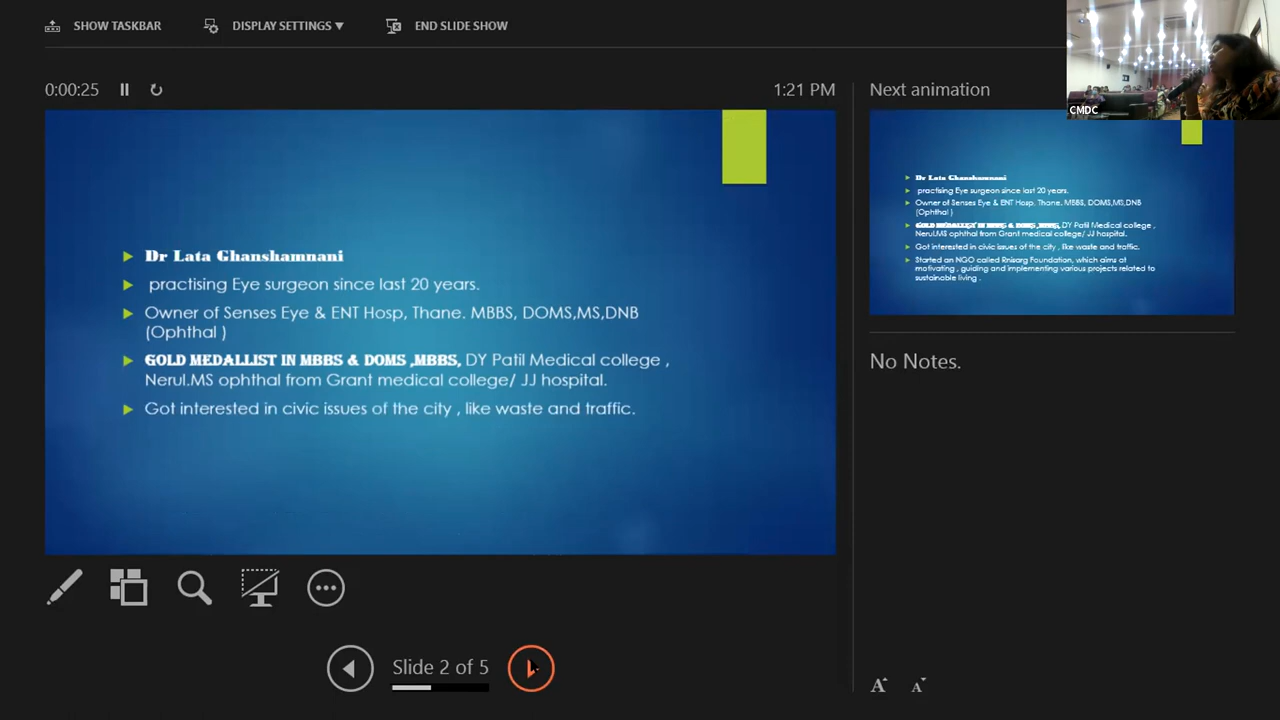 SHOW TASKBAR
DISPLAY SETTINGS ▼
END SLIDE SHOW
0:00:25
1:21 PM
Dr Lata Ghanshamnani
practising Eye surgeon since last 20 years.
Owner of Senses Eye & ENT Hosp, Thane. MBBS, DOMS,MS,DNB
(Ophthal )
GOLD MEDALLIST IN MBBS & DOMS ,MBBS, DY Patil Medical college ,
Nerul.MS ophthal from Grant medical college/ JJ hospital.
Got interested in civic issues of the city , like waste and traffic.
Slide 2 of 5
Next animation
CMDC
Dr Lata Ghanshamnani
practising Eye surgeon since last 20 years.
Owner of Senses Eye & ENT Hosp, Thane. MBBS, DOMS,MS,DNB
(Ophthal )
GOLD MEDALLIST IN MBBS & DOMS ,MBBS, DY Patil Medical college ,
Nerul.MS ophthal from Grant medical college/ JJ hospital.
Got interested in civic issues of the city , like waste and traffic.
Started an NGO called Rnisarg Foundation, which aims at
motivating , guiding and implementing various projects related to
sustainable living .
No Notes.
A A